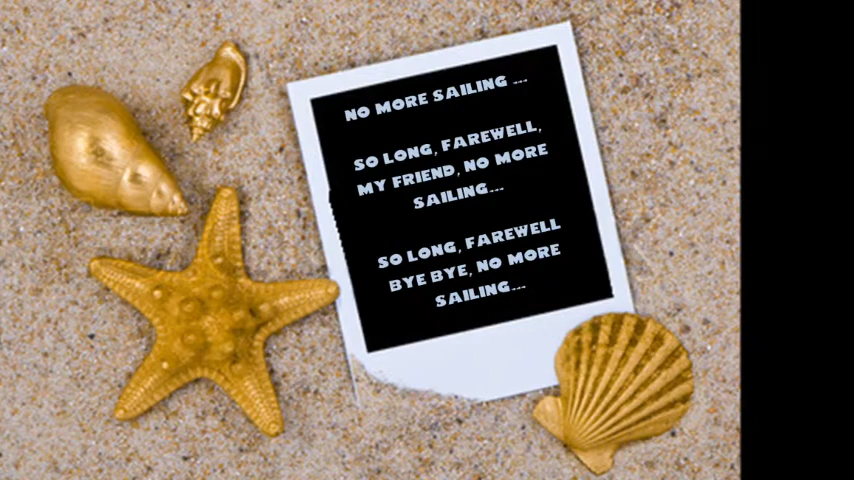 NO MORE SAILING ...
SO LONG, FAREWELL,
MY FRIEND, NO MORE
SAILING...
SO LONG, FAREWELL
BYE BYE, NO MORE
SAILING...